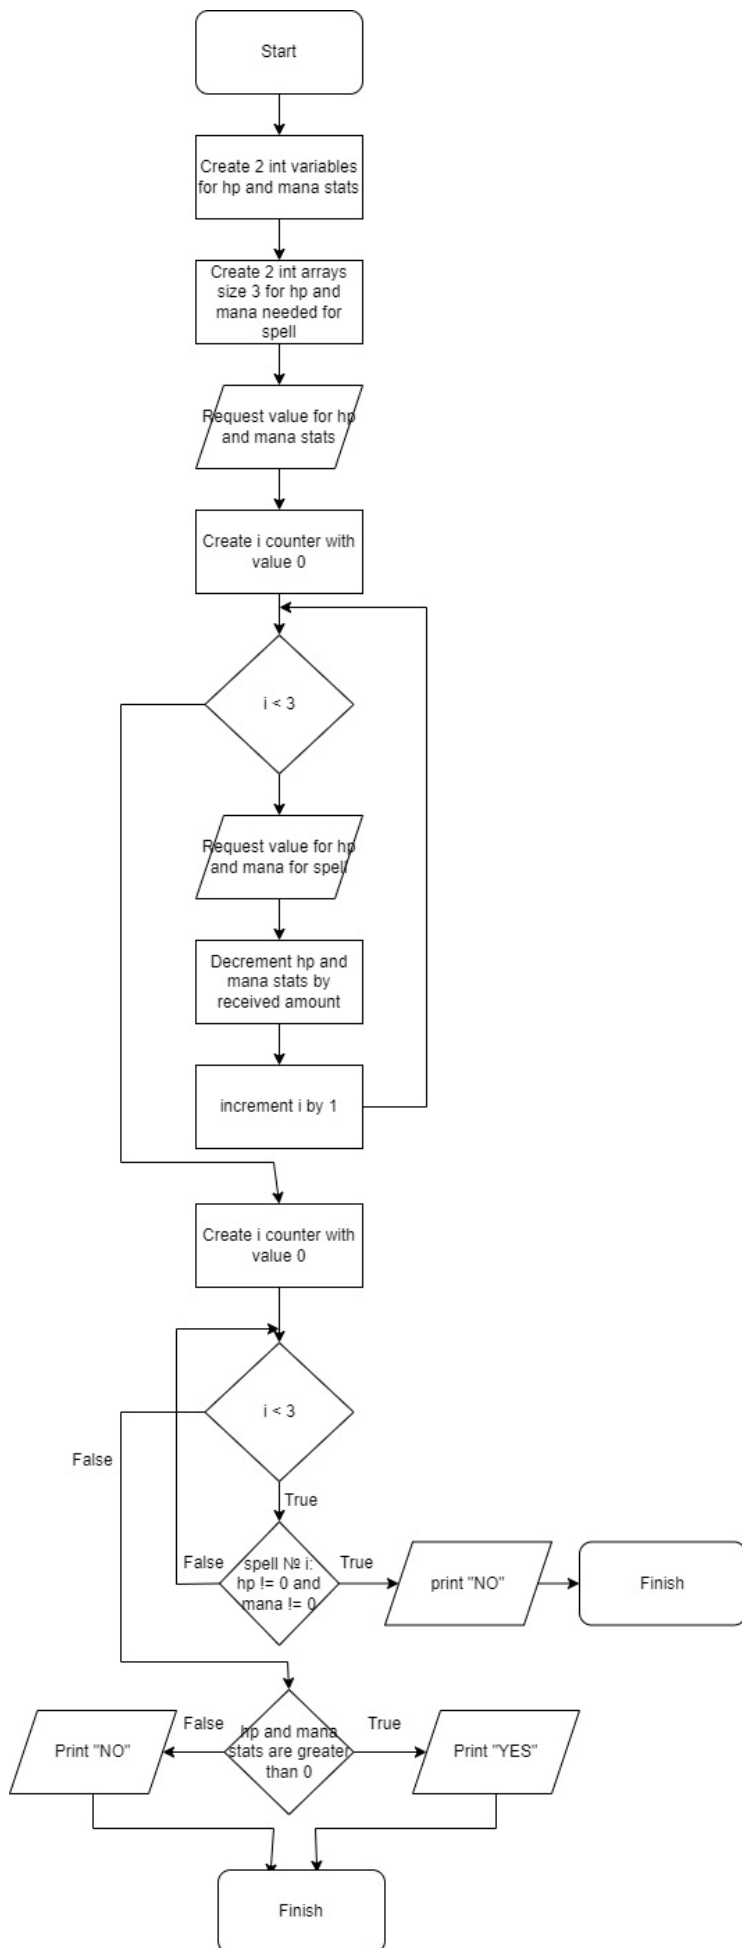 Start
Create 2 int variables
for hp and mana stats
Create 2 int arrays
size 3 for hp and
mana needed for
spell
Request value for hp
and mana stats
Create i counter with
value 0
i < 3
Request value for hp
and mana for spell
Decrement hp and
mana stats by
received amount
increment i by 1
Create i counter with
value 0
i < 3
False
True
False
spell № i:
hp != 0 and
mana != 0
True
print "NO"
Finish
Print "NO"
False
hp and mana
stats are greater
than 0
True
Print "YES"
Finish